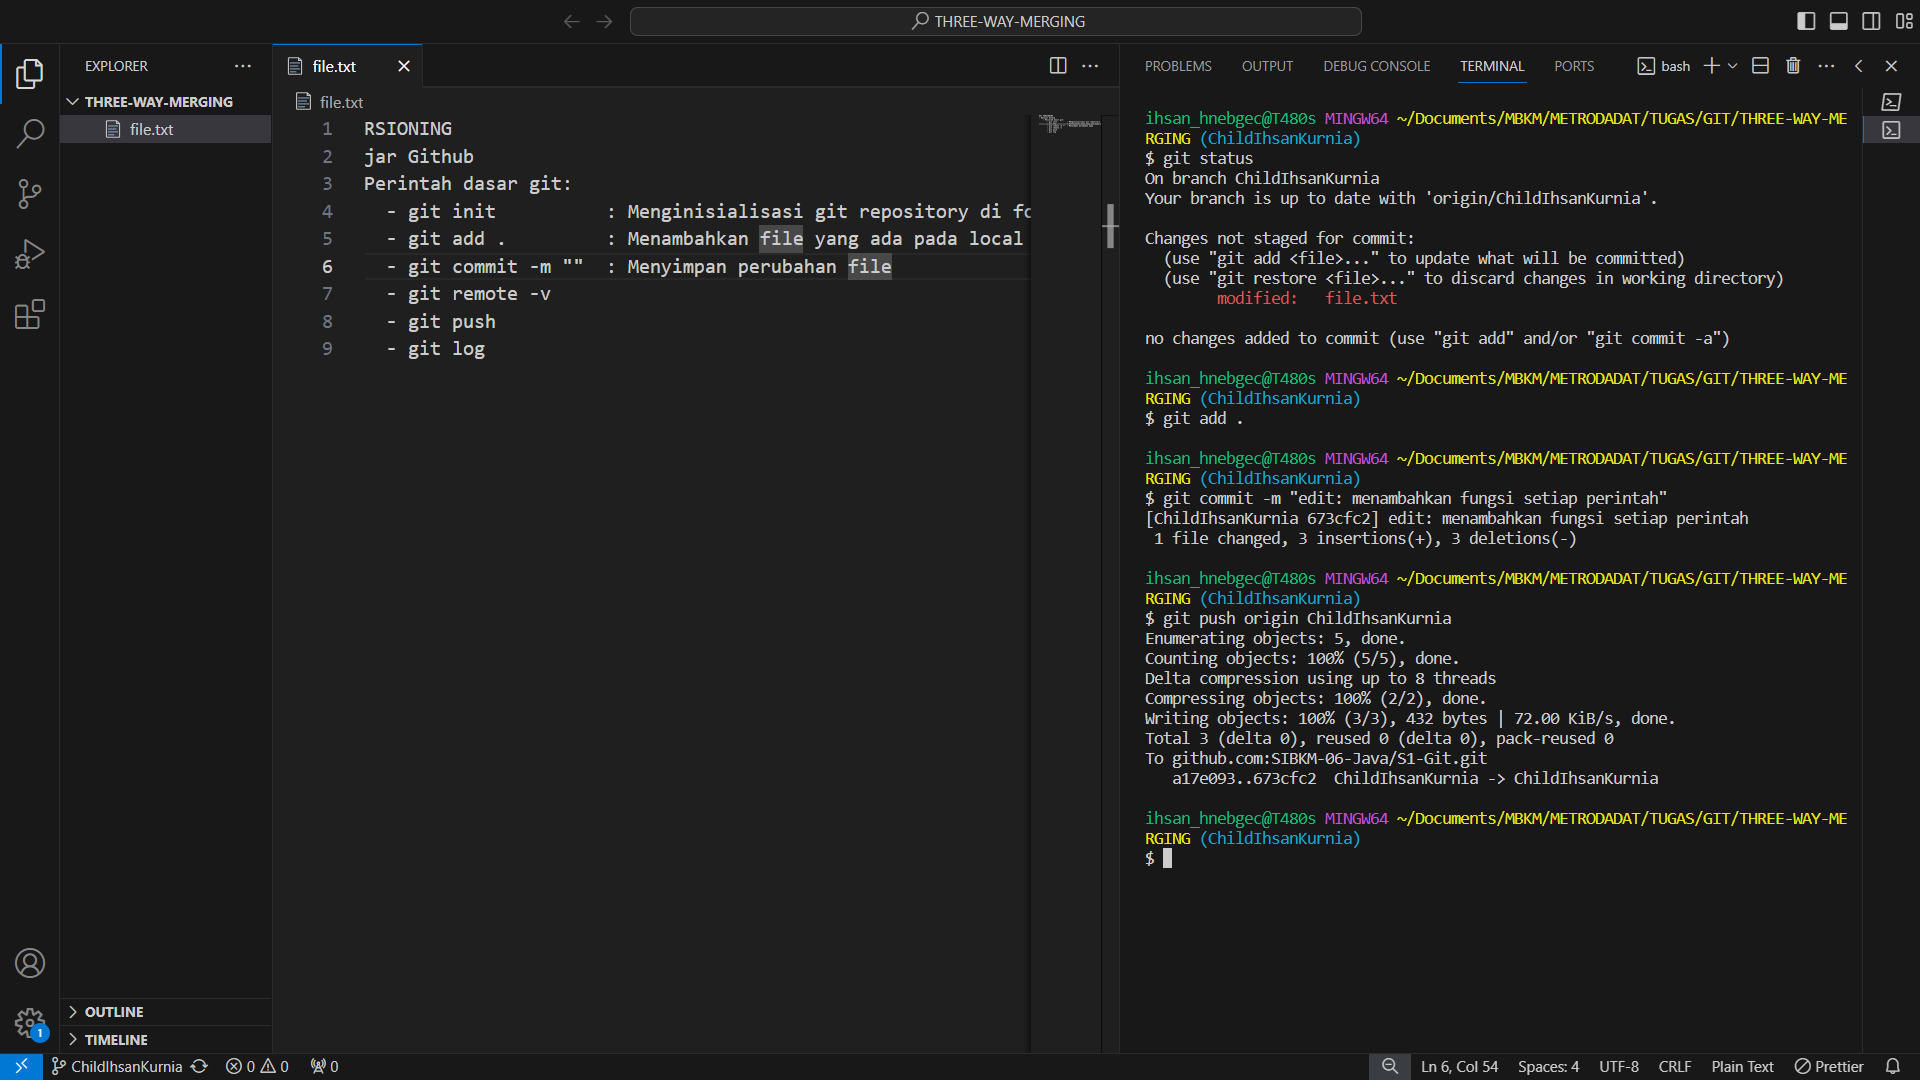 THREE-WAY-MERGING
EXPLORER
THREE-WAY-MERGING
file.txt
OUTLINE
TIMELINE
file.txt
file.txt
1 RSIONING
2 jar Github
3 Perintah dasar git:
4 - git init : Menginisialisasi git repository di fo
5 - git add . : Menambahkan file yang ada pada local
6 - git commit -m "" : Menyimpan perubahan file
7 - git remote -v
8 - git push
9 - git log
PROBLEMS OUTPUT DEBUG CONSOLE TERMINAL PORTS bash
ihsan_hnebgec@T480s MINGW64 ~/Documents/MBKM/METRODADAT/TUGAS/GIT/THREE-WAY-ME
RGING (ChildIhsanKurnia)
$ git status
On branch ChildIhsanKurnia
Your branch is up to date with 'origin/ChildIhsanKurnia'.
Changes not staged for commit:
(use "git add <file>..." to update what will be committed)
(use "git restore <file>..." to discard changes in working directory)
modified: file.txt
no changes added to commit (use "git add" and/or "git commit -a")
ihsan_hnebgec@T480s MINGW64 ~/Documents/MBKM/METRODADAT/TUGAS/GIT/THREE-WAY-ME
RGING (ChildIhsanKurnia)
$ git add .
ihsan_hnebgec@T480s MINGW64 ~/Documents/MBKM/METRODADAT/TUGAS/GIT/THREE-WAY-ME
RGING (ChildIhsanKurnia)
$ git commit -m "edit: menambahkan fungsi setiap perintah"
[ChildIhsanKurnia 673cfc2] edit: menambahkan fungsi setiap perintah
1 file changed, 3 insertions(+), 3 deletions(-)
ihsan_hnebgec@T480s MINGW64 ~/Documents/MBKM/METRODADAT/TUGAS/GIT/THREE-WAY-ME
RGING (ChildIhsanKurnia)
$ git push origin ChildIhsanKurnia
Enumerating objects: 5, done.
Counting objects: 100% (5/5), done.
Delta compression using up to 8 threads
Compressing objects: 100% (2/2), done.
Writing objects: 100% (3/3), 432 bytes | 72.00 KiB/s, done.
Total 3 (delta 0), reused 0 (delta 0), pack-reused 0
To github.com:SIBKM-06-Java/S1-Git.git
a17e093..673cfc2 ChildIhsanKurnia -> ChildIhsanKurnia
ihsan_hnebgec@T480s MINGW64 ~/Documents/MBKM/METRODADAT/TUGAS/GIT/THREE-WAY-ME
RGING (ChildIhsanKurnia)
$
1
ChildIhsanKurnia 0 0 0 Ln 6, Col 54 Spaces: 4 UTF-8 CRLF Plain Text Prettier